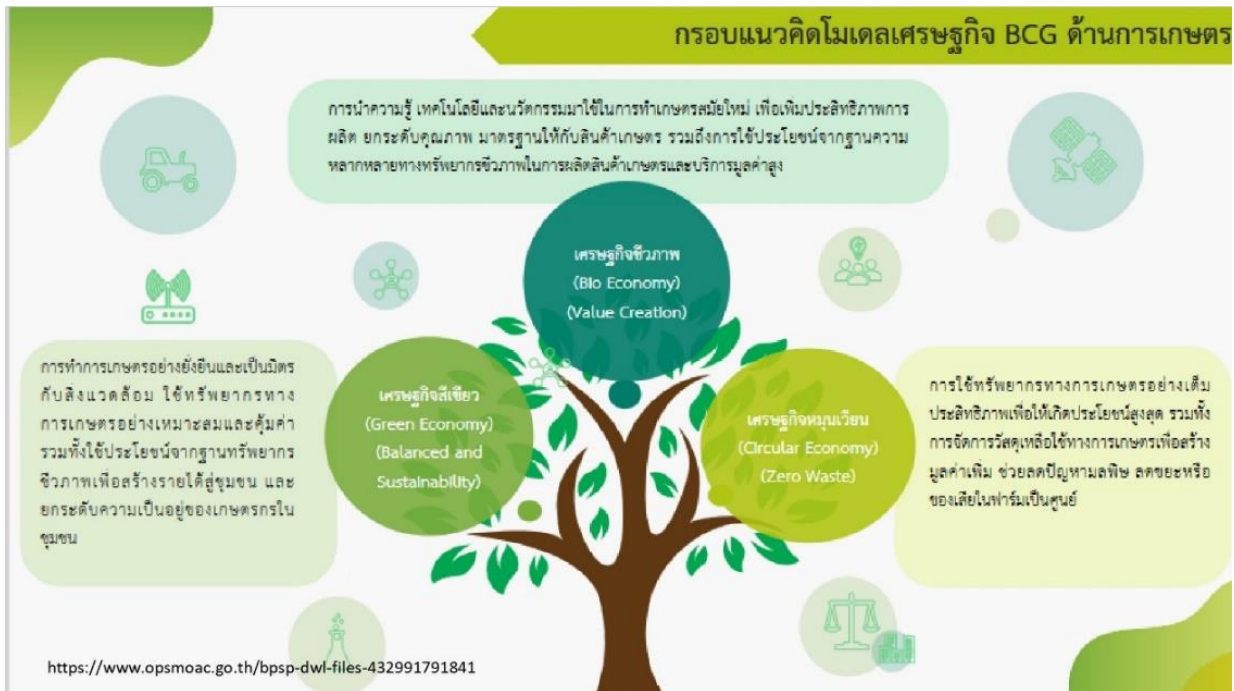 กรอบแนวคิดโมเดลเศรษฐกิจ BCG ด้านการเกษตร
การนำความรู้ เทคโนโลยีและนวัตกรรมมาใช้ในการทำเกษตรสมัยใหม่ เพื่อเพิ่มประสิทธิภาพการ
ผลิต ยกระดับคุณภาพ มาตรฐานให้กับสินค้าเกษตร รวมถึงการใช้ประโยชน์จากฐานความ
หลากหลายทางทรัพยากรชีวภาพในการผลิตสินค้าเกษตรและบริการมูลค่าสูง
เศรษฐกิจชีวภาพ
(Bio Economy)
(Value Creation)
การทำการเกษตรอย่างยั่งยืนและเป็นมิตร
กับสิ่งแวดล้อม ใช้ทรัพยากรทาง
การเกษตรอย่างเหมาะสมและคุ้มค่า
รวมทั้งใช้ประโยชน์จากฐานทรัพยากร
ชีวภาพเพื่อสร้างรายได้สู่ชุมชน และ
ยกระดับความเป็นอยู่ของเกษตรกรใน
ชุมชน
เศรษฐกิจสีเขียว
(Green Economy)
(Balanced and
Sustainability)
เศรษฐกิจหมุนเวียน
(Circular Economy)
(Zero Waste)
การใช้ทรัพยากรทางการเกษตรอย่างเต็ม
ประสิทธิภาพเพื่อให้เกิดประโยชน์สูงสุด รวมทั้ง
การจัดการวัสดุเหลือใช้ทางการเกษตรเพื่อสร้าง
มูลค่าเพิ่ม ช่วยลดปัญหามลพิษ ลดขยะหรือ
ของเสียในฟาร์มเป็นศูนย์
https://www.opsmoac.go.th/bpsp-dwl-files-432991791841